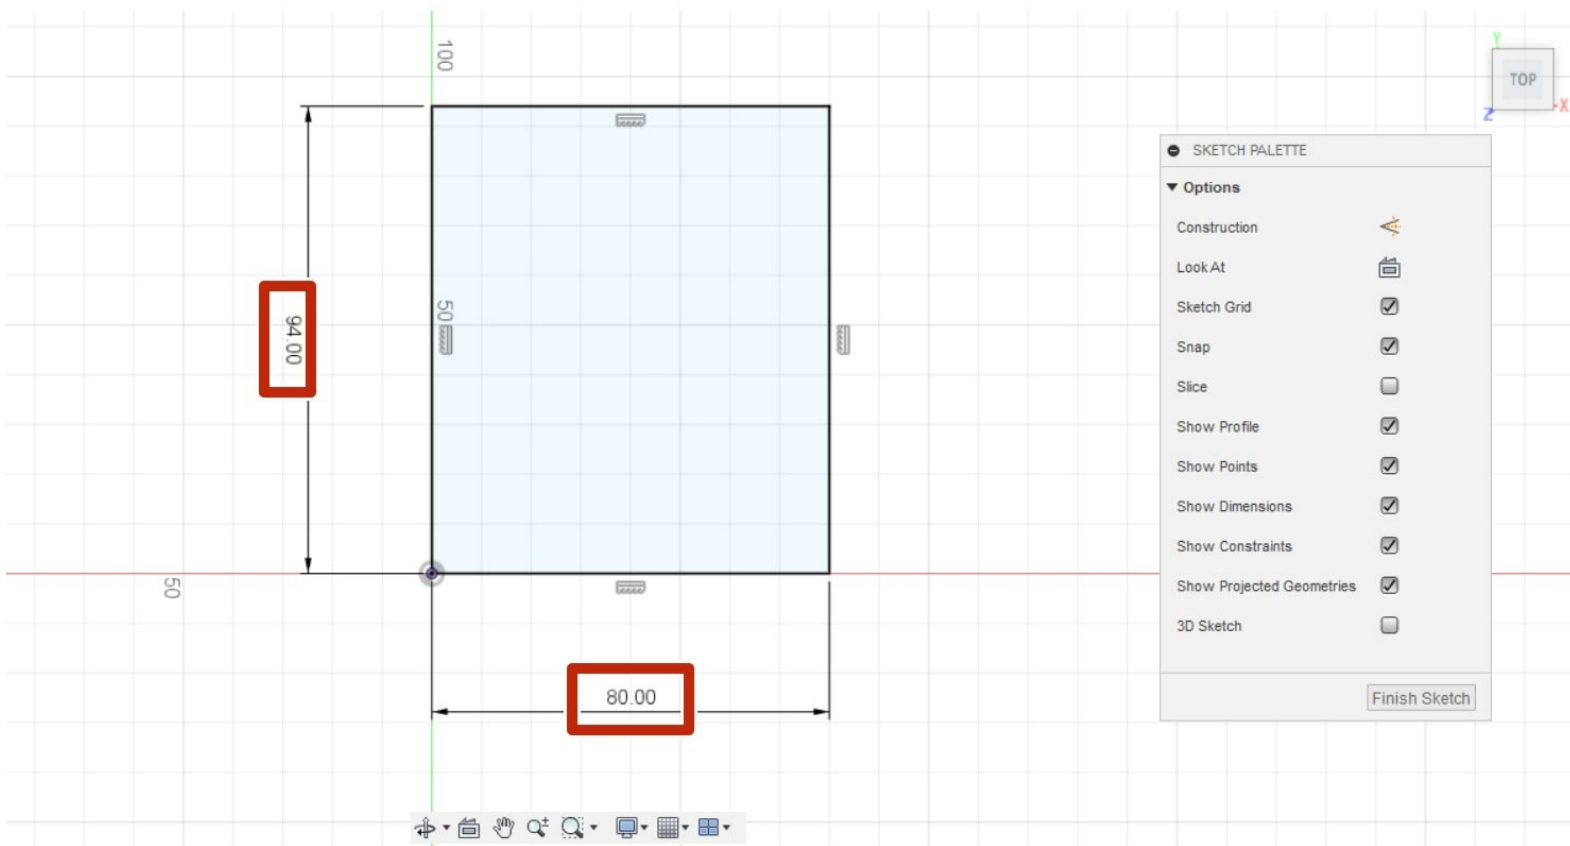 100
Y
TOP
X
Z
SKETCH PALETTE
Options
Construction
Look At
Sketch Grid
50
94.00
Snap
Slice
Show Profile
Show Points
Show Dimensions
Show Constraints
50
Show Projected Geometries
3D Sketch
80.00
Finish Sketch